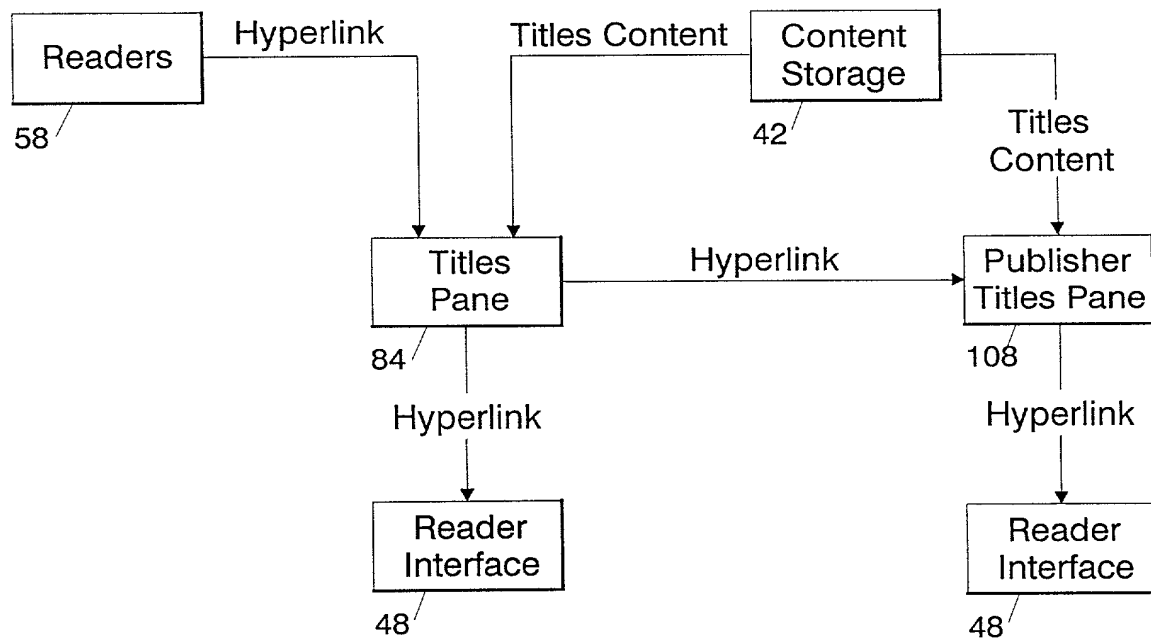 Readers
58
Hyperlink
Titles Content
Content
Storage
42
Titles
Content
Titles
Pane
84
Hyperlink
Publisher
Titles Pane
108
Hyperlink
Hyperlink
Reader
Interface
48
Reader
Interface
48